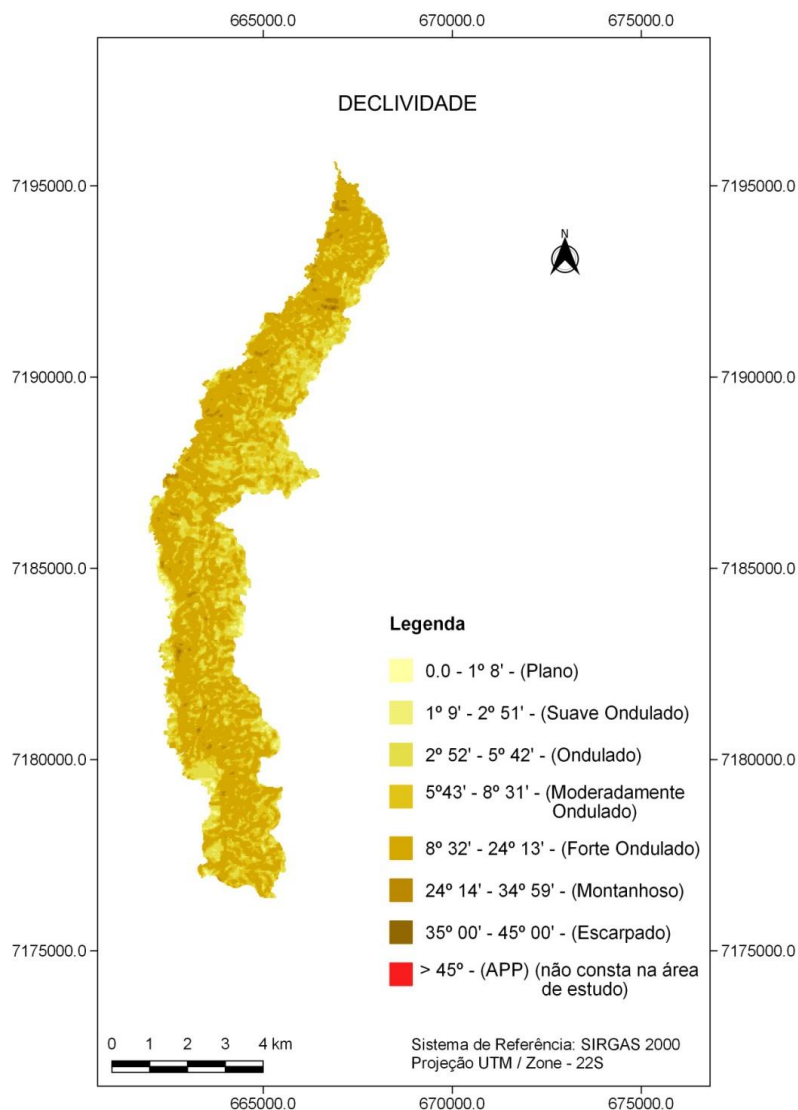 665000.0 670000.0 675000.0
DECLIVIDADE
7195000.0 7195000.0
N
7190000.0 7190000.0
7185000.0 7185000.0
Legenda
0.0 - 1º 8' - (Plano)
1º 9' - 2º 51' - (Suave Ondulado)
2º 52' - 5º 42' - (Ondulado)
7180000.0 7180000.0
5º43' - 8º 31' - (Moderadamente
Ondulado)
8º 32' - 24º 13' - (Forte Ondulado)
24º 14' - 34º 59' - (Montanhoso)
35º 00' - 45º 00' - (Escarpado)
7175000.0 7175000.0
> 45º - (APP) (não consta na área
de estudo)
0 1 2 3 4 km
Sistema de Referência: SIRGAS 2000
Projeção UTM / Zone - 22S
665000.0 670000.0 675000.0